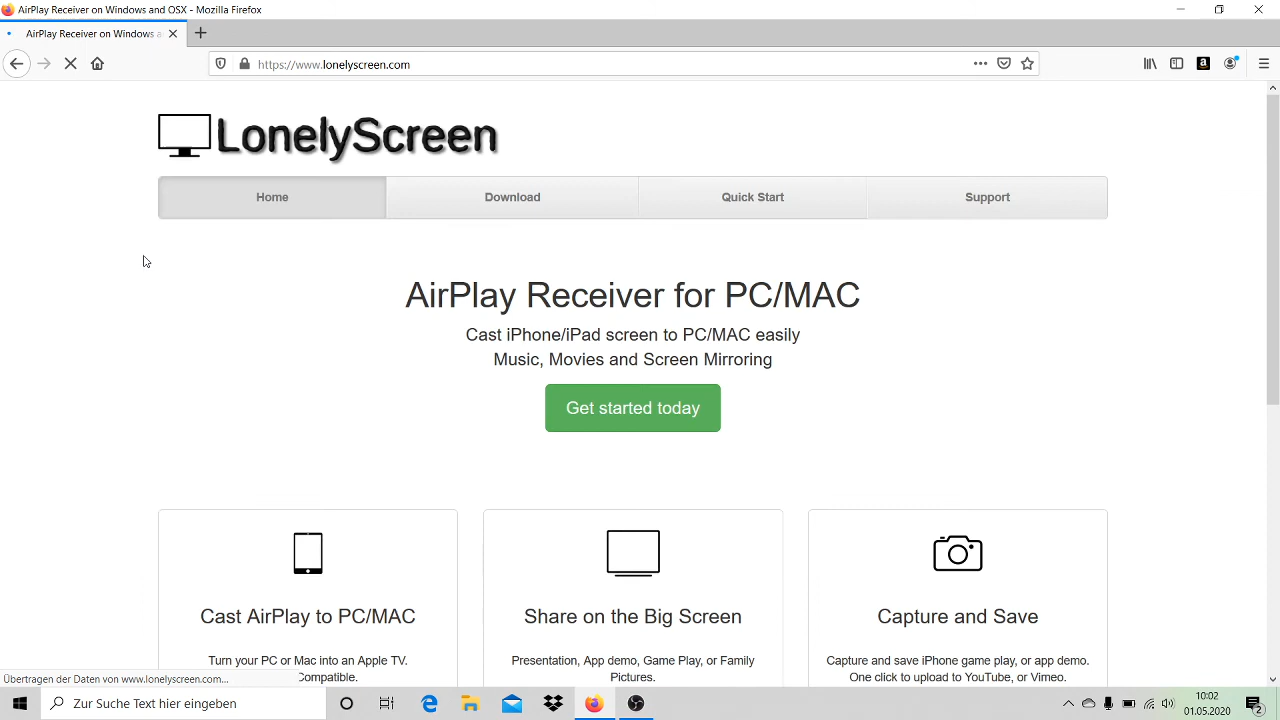 AirPlay Receiver on Windows and OSX - Mozilla Firefox
AirPlay Receiver on Windows a
https://www.lonelyscreen.com
LonelyScreen
Home
Download
Quick Start
Support
AirPlay Receiver for PC/MAC
Cast iPhone/iPad screen to PC/MAC easily
Music, Movies and Screen Mirroring
Get started today
Cast AirPlay to PC/MAC
Turn your PC or Mac into an Apple TV.
Compatible.
Share on the Big Screen
Presentation, App demo, Game Play, or Family
Pictures.
Capture and Save
Capture and save iPhone game play, or app demo.
One click to upload to YouTube, or Vimeo.
Übertragen der Daten von www.lonelyscreen.com...
Zur Suche Text hier eingeben
10:02
01.05.2020
2